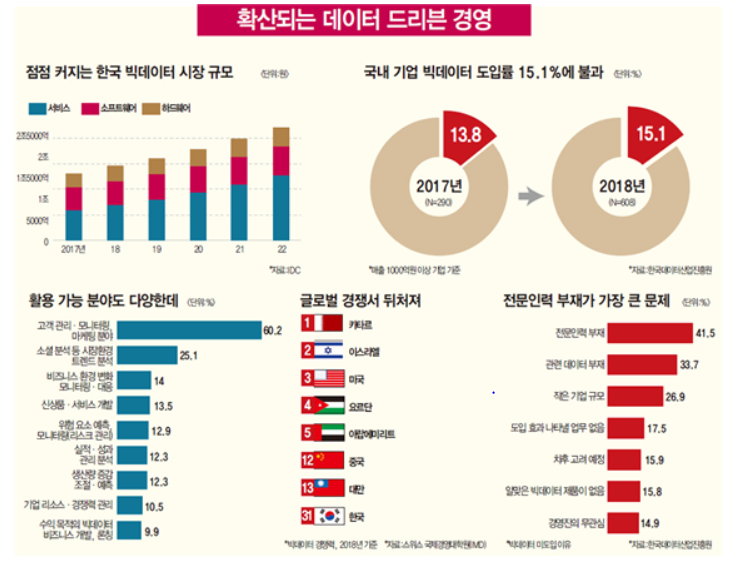 확산되는 데이터 드리븐 경영
점점 커지는 한국 빅데이터 시장 규모 (단위:원)
서비스 소프트웨어 하드웨어
2조5000억
2조
1조5000억
1조
5000억
0
2017년 18 19 20 21 22
*자료:IDC
국내 기업 빅데이터 도입률 15.1%에 불과 (단위:%)
13.8
2017년
(N=290)
15.1
2018년
(N=608)
*매출 1000억원 이상 기업 기준
*자료:한국데이터산업진흥원
활용 가능 분야도 다양한데 (단위:%)
고객 관리·모니터링,
마케팅 분야
60.2
소셜 분석 등 시장환경
트렌드 분석
25.1
비즈니스 환경 변화
모니터링·대응
14
신상품·서비스 개발
13.5
위험 요소 예측,
모니터링(리스크 관리)
12.9
실적·성과
관리 분석
12.3
생산량 증감
조절·예측
12.3
기업 리소스·경쟁력 관리
10.5
수익 목적의 빅데이터
비즈니스 개발, 론칭
9.9
글로벌 경쟁서 뒤처져
1 카타르
2 이스라엘
3 미국
4 요르단
5 아랍에미리트
12 중국
13 대만
31 한국
*빅데이터 경쟁력, 2018년 기준 *자료:스위스 국제경영대학원(IMD)
전문인력 부재가 가장 큰 문제 (단위:%)
전문인력 부재 41.5
관련 데이터 부재 33.7
작은 기업 규모 26.9
도입 효과 나타낼 업무 없음 17.5
차후 고려 예정 15.9
알맞은 빅데이터 제품이 없음 15.8
경영진의 무관심 14.9
*빅데이터 미도입 이유 *자료:한국데이터산업진흥원